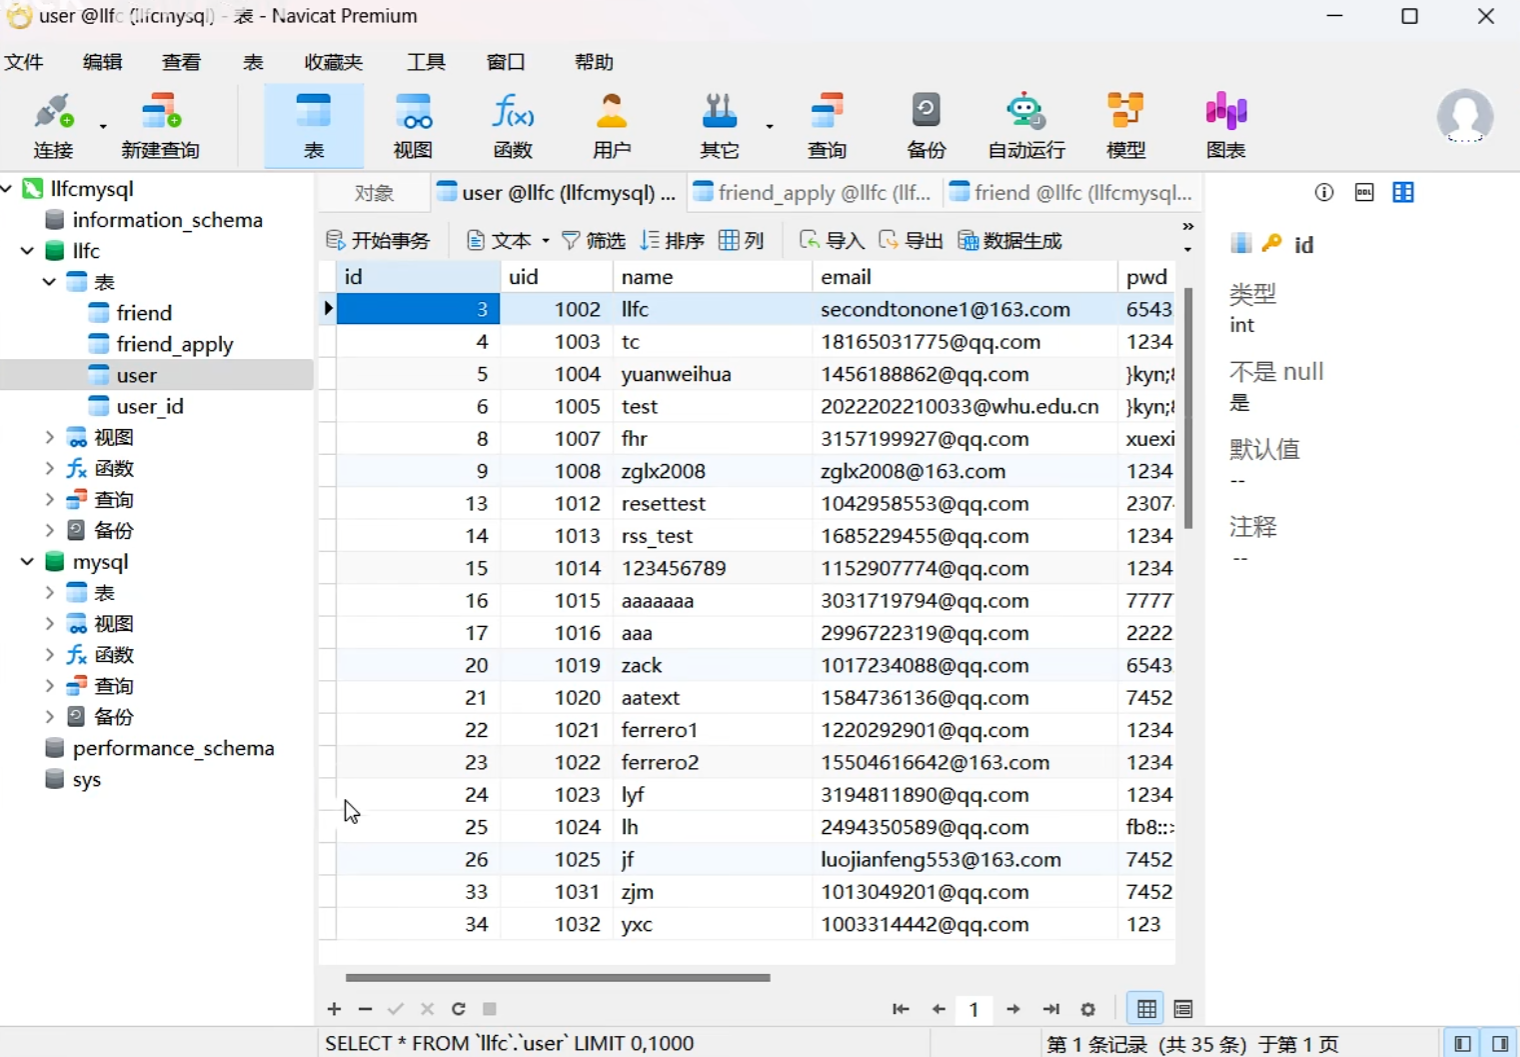 user @llfc (llfcmysql) - 表 - Navicat Premium
文件 编辑 查看 表 收藏夹 工具 窗口 帮助
连接 新建查询 表 视图 函数 用户 其它 查询 备份 自动运行 模型 图表
llfcmysql
information_schema
llfc
表
friend
friend_apply
user
user_id
视图
函数
查询
备份
mysql
表
视图
函数
查询
备份
performance_schema
sys
对象 user @llfc (llfcmysql) ... friend_apply @llfc (llf... friend @llfc (llfcmysql...
开始事务 文本 筛选 排序 列 导入 导出 数据生成
id uid name email pwd
3 1002 llfc secondtonone1@163.com 6543
4 1003 tc 18165031775@qq.com 1234
5 1004 yuanweihua 1456188862@qq.com }kyn;
6 1005 test 2022202210033@whu.edu.cn }kyn;
8 1007 fhr 3157199927@qq.com xuexi
9 1008 zglx2008 zglx2008@163.com 1234
13 1012 resettest 1042958553@qq.com 2307
14 1013 rss_test 1685229455@qq.com 1234
15 1014 123456789 1152907774@qq.com 1234
16 1015 aaaaaaa 3031719794@qq.com 7777
17 1016 aaa 2996722319@qq.com 2222
20 1019 zack 1017234088@qq.com 6543
21 1020 aatext 1584736136@qq.com 7452
22 1021 ferrero1 1220292901@qq.com 1234
23 1022 ferrero2 15504616642@163.com 1234
24 1023 lyf 3194811890@qq.com 1234
25 1024 lh 2494350589@qq.com fb8::
26 1025 jf luojianfeng553@163.com 7452
33 1031 zjm 1013049201@qq.com 7452
34 1032 yxc 1003314442@qq.com 123
1
SELECT * FROM `llfc`.`user` LIMIT 0,1000
第 1 条记录 (共 35 条) 于第 1 页
id
类型
int
不是 null
是
默认值
--
注释
--